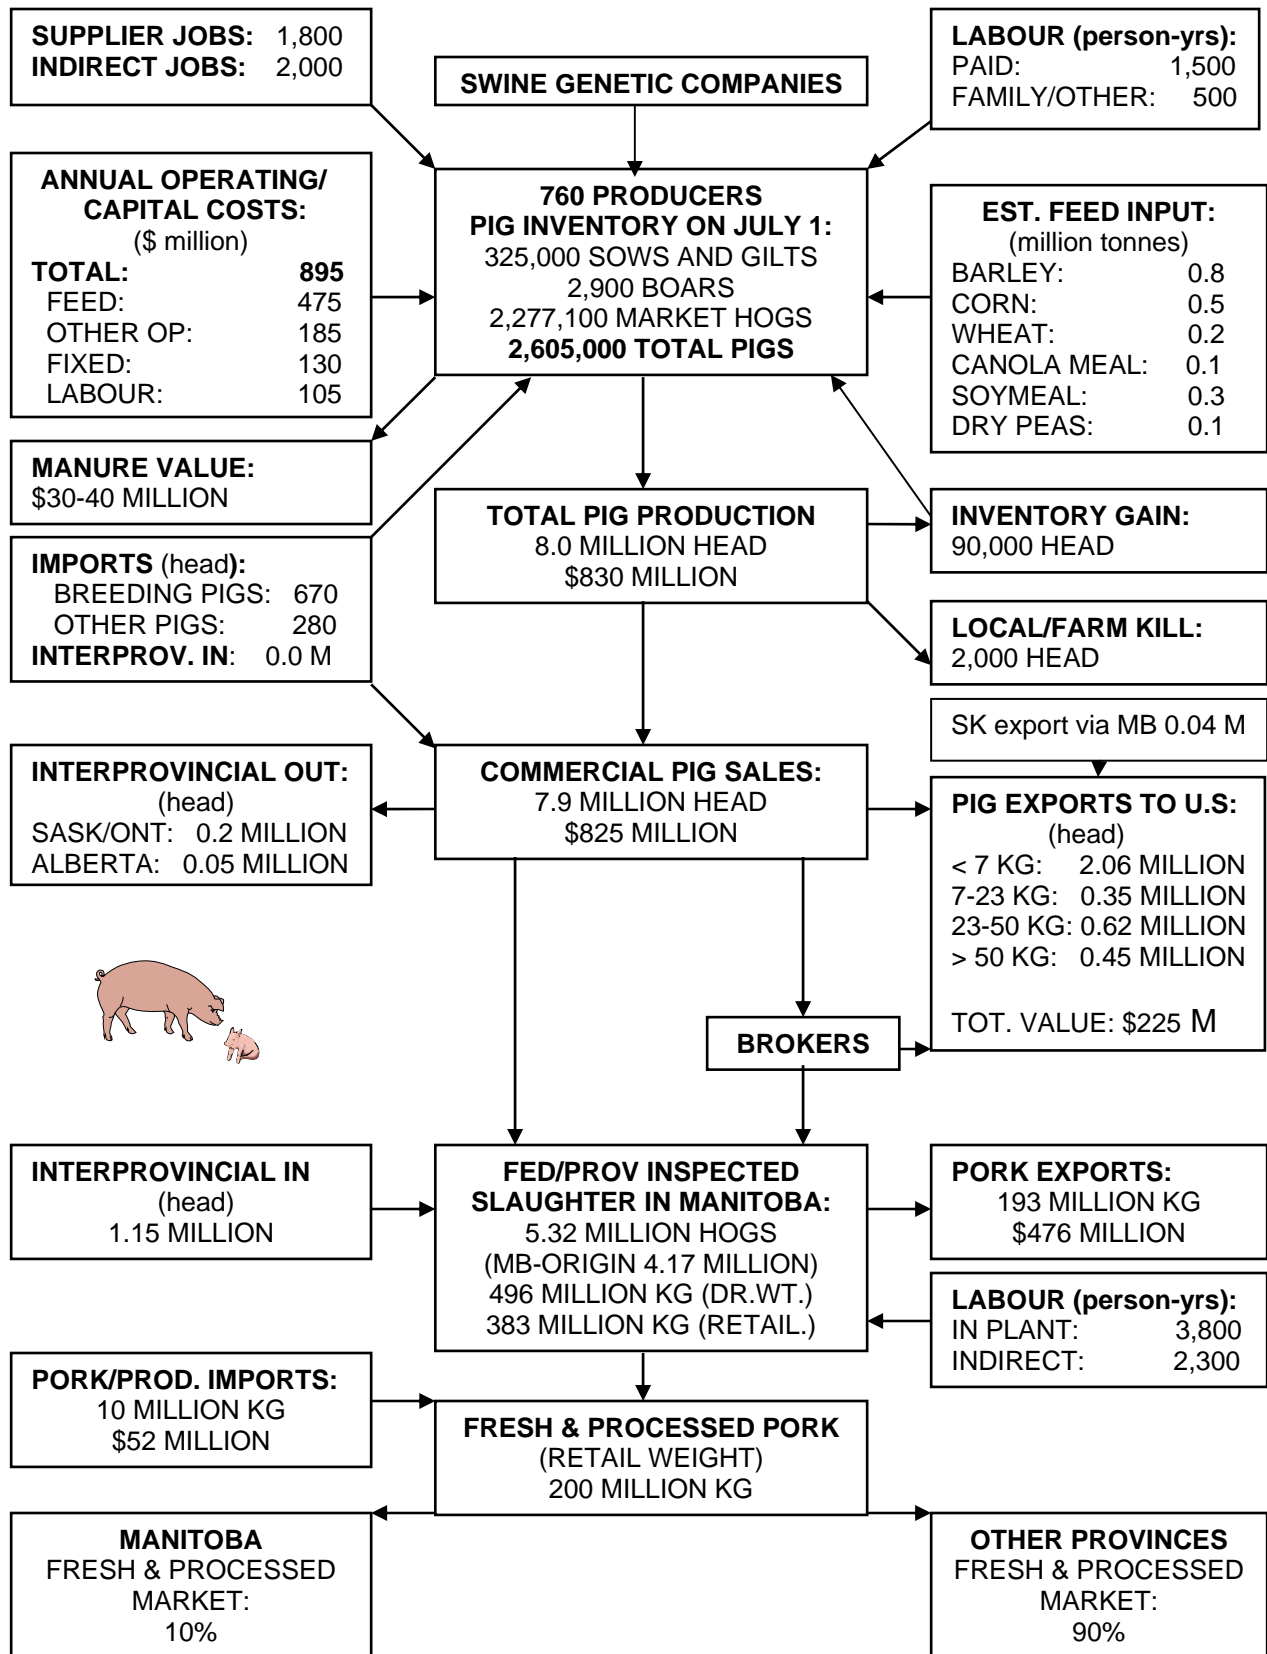 SUPPLIER JOBS: 1,800
INDIRECT JOBS: 2,000
SWINE GENETIC COMPANIES
LABOUR (person-yrs):
PAID: 1,500
FAMILY/OTHER: 500
ANNUAL OPERATING/
CAPITAL COSTS:
($ million)
TOTAL: 895
FEED: 475
OTHER OP: 185
FIXED: 130
LABOUR: 105
760 PRODUCERS
PIG INVENTORY ON JULY 1:
325,000 SOWS AND GILTS
2,900 BOARS
2,277,100 MARKET HOGS
2,605,000 TOTAL PIGS
EST. FEED INPUT:
(million tonnes)
BARLEY: 0.8
CORN: 0.5
WHEAT: 0.2
CANOLA MEAL: 0.1
SOYMEAL: 0.3
DRY PEAS: 0.1
MANURE VALUE:
$30-40 MILLION
TOTAL PIG PRODUCTION
8.0 MILLION HEAD
$830 MILLION
INVENTORY GAIN:
90,000 HEAD
IMPORTS (head):
BREEDING PIGS: 670
OTHER PIGS: 280
INTERPROV. IN: 0.0 M
LOCAL/FARM KILL:
2,000 HEAD
SK export via MB 0.04 M
INTERPROVINCIAL OUT:
(head)
SASK/ONT: 0.2 MILLION
ALBERTA: 0.05 MILLION
COMMERCIAL PIG SALES:
7.9 MILLION HEAD
$825 MILLION
PIG EXPORTS TO U.S:
(head)
< 7 KG: 2.06 MILLION
7-23 KG: 0.35 MILLION
23-50 KG: 0.62 MILLION
> 50 KG: 0.45 MILLION
TOT. VALUE: $225 M
BROKERS
INTERPROVINCIAL IN
(head)
1.15 MILLION
FED/PROV INSPECTED
SLAUGHTER IN MANITOBA:
5.32 MILLION HOGS
(MB-ORIGIN 4.17 MILLION)
496 MILLION KG (DR.WT.)
383 MILLION KG (RETAIL.)
PORK EXPORTS:
193 MILLION KG
$476 MILLION
LABOUR (person-yrs):
IN PLANT: 3,800
INDIRECT: 2,300
PORK/PROD. IMPORTS:
10 MILLION KG
$52 MILLION
FRESH & PROCESSED PORK
(RETAIL WEIGHT)
200 MILLION KG
MANITOBA
FRESH & PROCESSED
MARKET:
10%
OTHER PROVINCES
FRESH & PROCESSED
MARKET:
90%